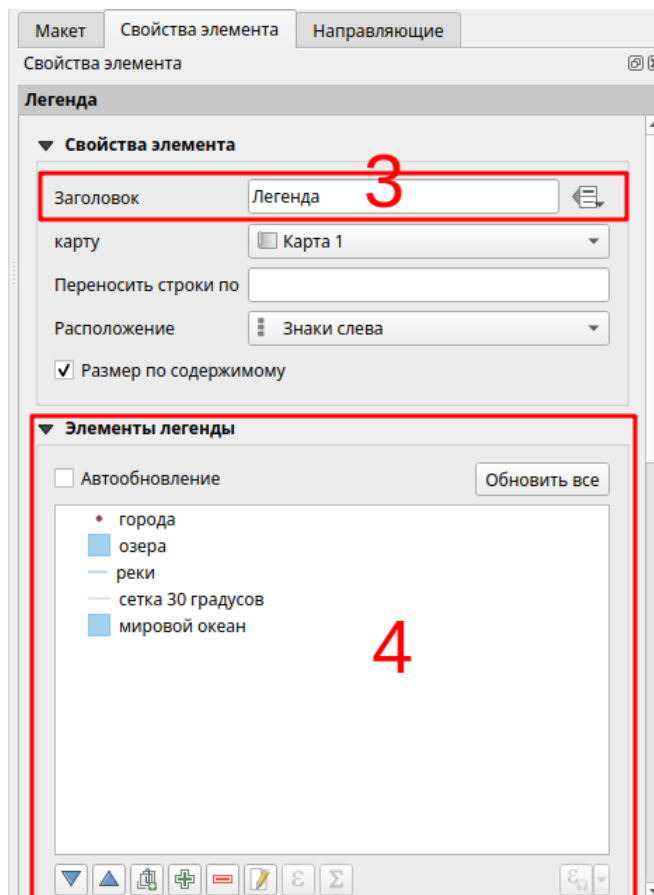 Макет Свойства элемента Направляющие
Свойства элемента
Легенда
Свойства элемента
3
Заголовок Легенда
карту Карта 1
Переносить строки по
Расположение Знаки слева
Размер по содержимому
Элементы легенды
Автообновление Обновить все
города
озера
реки
сетка 30 градусов
мировой океан
4
ε Σ ε